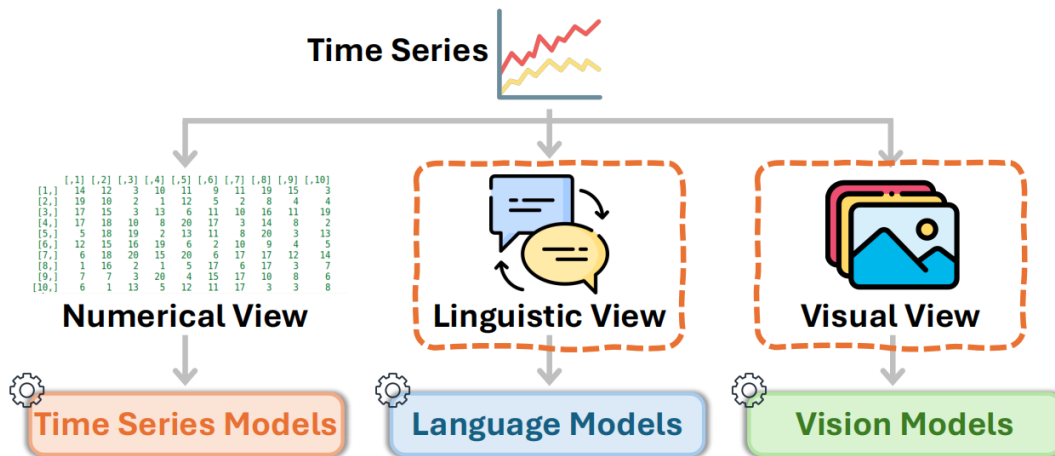 Time Series
[,1] [,2] [,3] [,4] [,5] [,6] [,7] [,8] [,9] [,10]
[1,] 14 12 3 10 11 9 11 19 15 3
[2,] 19 10 2 1 12 5 2 8 4 4
[3,] 17 15 3 13 6 11 10 16 11 19
[4,] 17 18 10 8 20 17 3 14 8 2
[5,] 5 18 19 2 13 11 8 20 3 13
[6,] 12 15 16 19 6 2 10 9 4 5
[7,] 6 18 20 15 20 6 17 17 12 14
[8,] 1 16 2 1 5 17 6 17 3 7
[9,] 7 7 3 20 4 15 17 10 8 6
[10,] 6 1 13 5 12 11 17 3 3 8
Numerical View
Linguistic View
Visual View
Time Series Models
Language Models
Vision Models